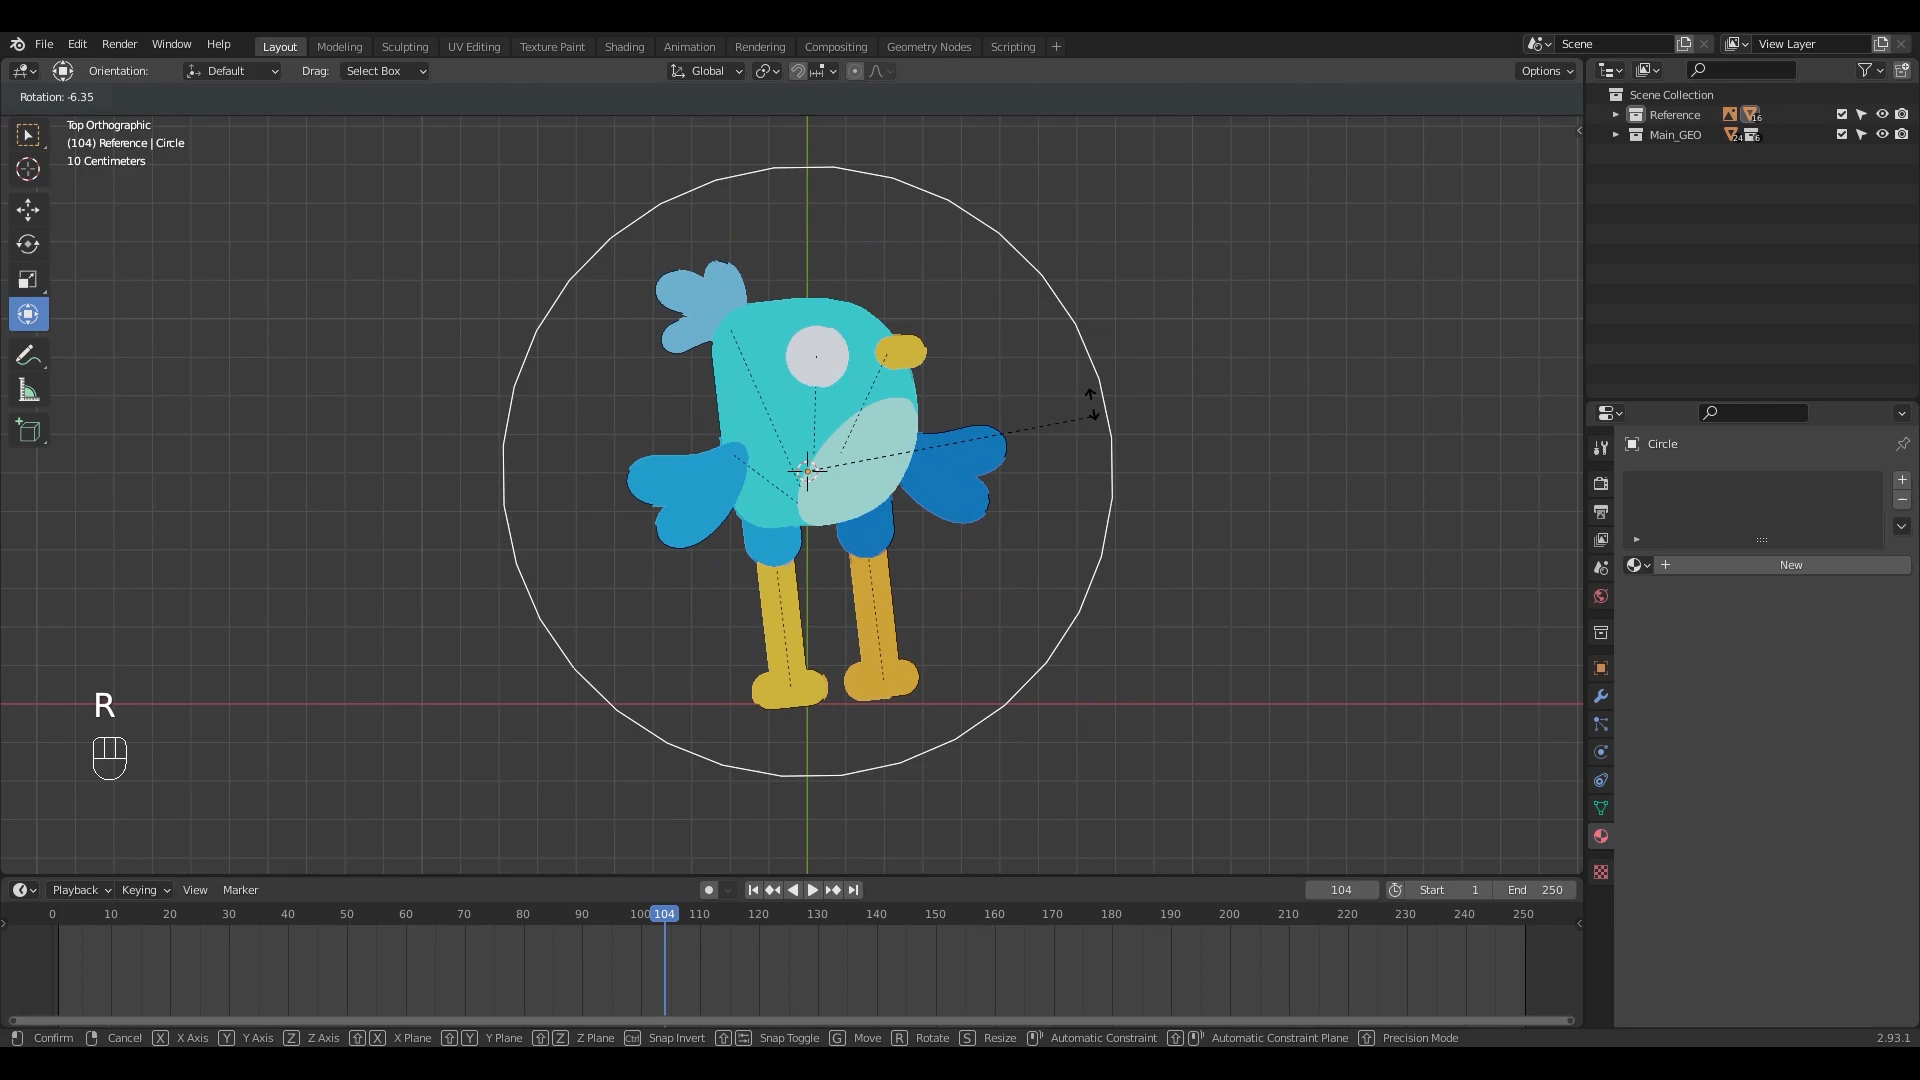 File Edit Render Window Help Layout Modeling Sculpting UV Editing Texture Paint Shading Animation Rendering Compositing Geometry Nodes Scripting + Scene View Layer
Orientation: Default Drag: Select Box Global Options
Rotation: -6.35
Scene Collection
Reference 16
Main_GEO 24 6
Top Orthographic
(104) Reference | Circle
10 Centimeters
Circle
New
R
Playback Keying View Marker 104 Start 1 End 250
0 10 20 30 40 50 60 70 80 90 100 104 110 120 130 140 150 160 170 180 190 200 210 220 230 240 250
Confirm Cancel X X Axis Y Y Axis Z Z Axis X X Plane Y Y Plane Z Z Plane Ctrl Snap Invert Snap Toggle G Move R Rotate S Resize Automatic Constraint Automatic Constraint Plane Precision Mode 2.93.1